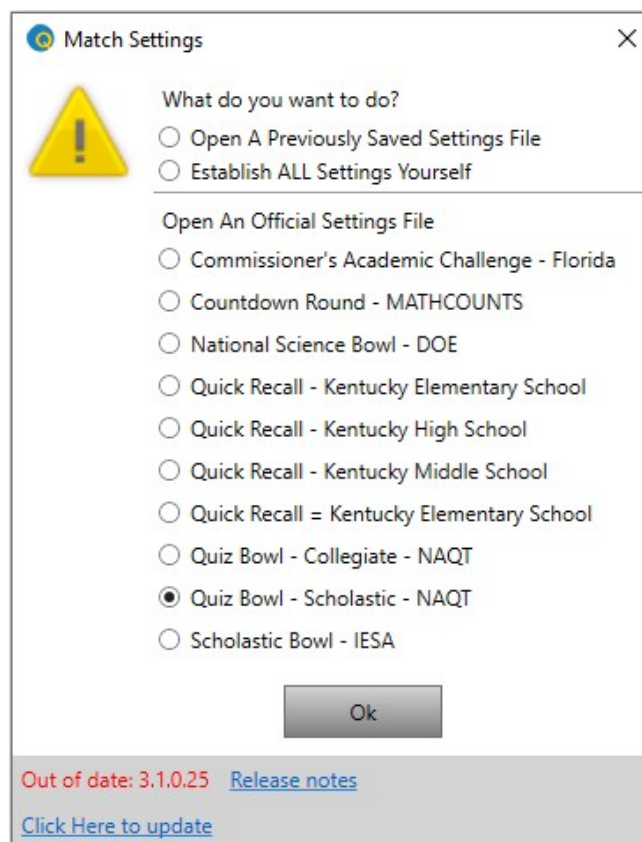 Match Settings
What do you want to do?
Open A Previously Saved Settings File
Establish ALL Settings Yourself
Open An Official Settings File
Commissioner's Academic Challenge - Florida
Countdown Round - MATHCOUNTS
National Science Bowl - DOE
Quick Recall - Kentucky Elementary School
Quick Recall - Kentucky High School
Quick Recall - Kentucky Middle School
Quick Recall = Kentucky Elementary School
Quiz Bowl - Collegiate - NAQT
Quiz Bowl - Scholastic - NAQT
Scholastic Bowl - IESA
Ok
Out of date: 3.1.0.25 Release notes
Click Here to update